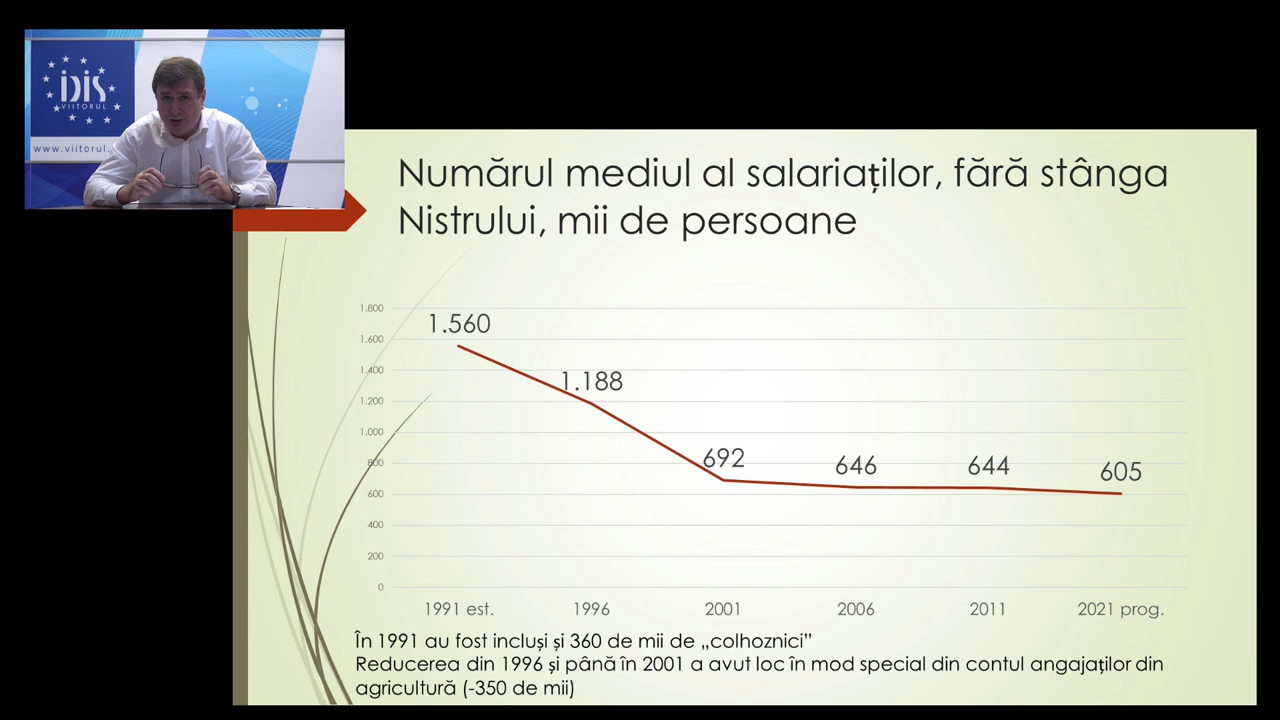 iDiS
VIITORUL
www.viitorul.
Numărul mediul al salariaților, fără stânga
Nistrului, mii de persoane
1.800
1.600
1.400
1.200
1.000
800
600
400
200
0
1.560
1.188
692
646
644
605
1991 est.
1996
2001
2006
2011
2021 prog.
În 1991 au fost incluși și 360 de mii de „colhoznici”
Reducerea din 1996 și până în 2001 a avut loc în mod special din contul angajaților din
agricultură (-350 de mii)